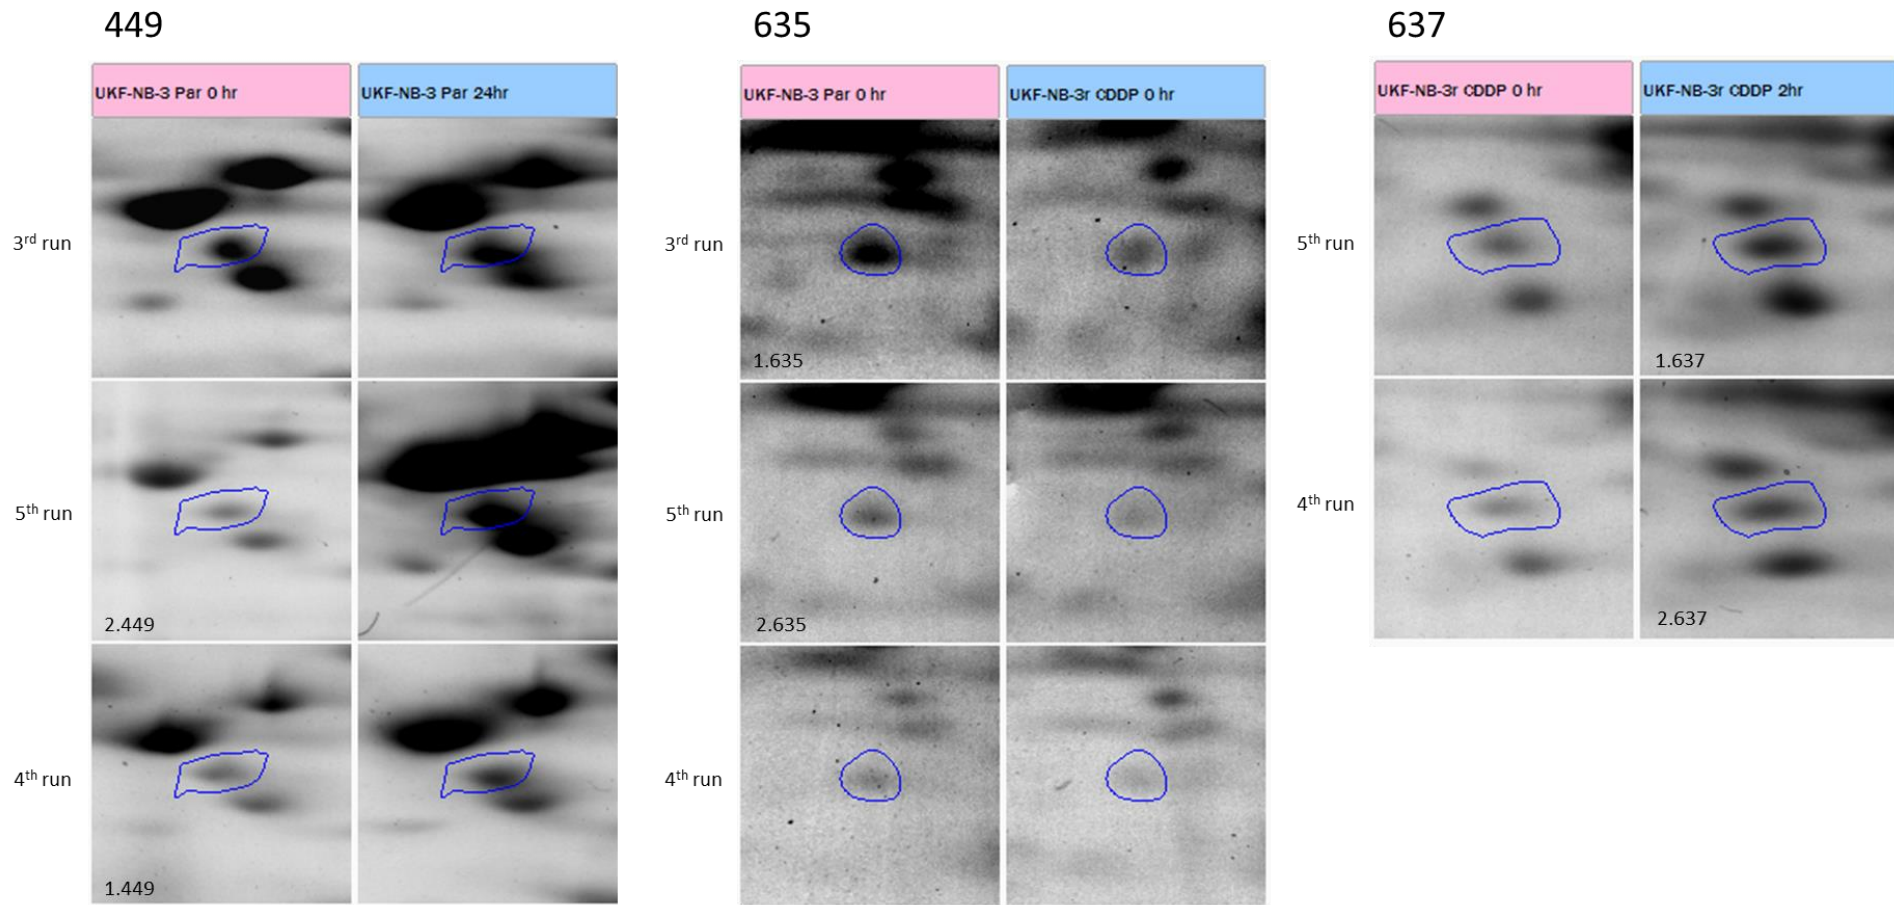 449
UKF-NB-3 Par 0 hr
UKF-NB-3 Par 24hr
3rd run
5th run
2.449
4th run
1.449
635
UKF-NB-3 Par 0 hr
UKF-NB-3r CDDP 0 hr
3rd run
1.635
5th run
2.635
4th run
637
UKF-NB-3r CDDP 0 hr
UKF-NB-3r CDDP 2hr
5th run
1.637
4th run
2.637